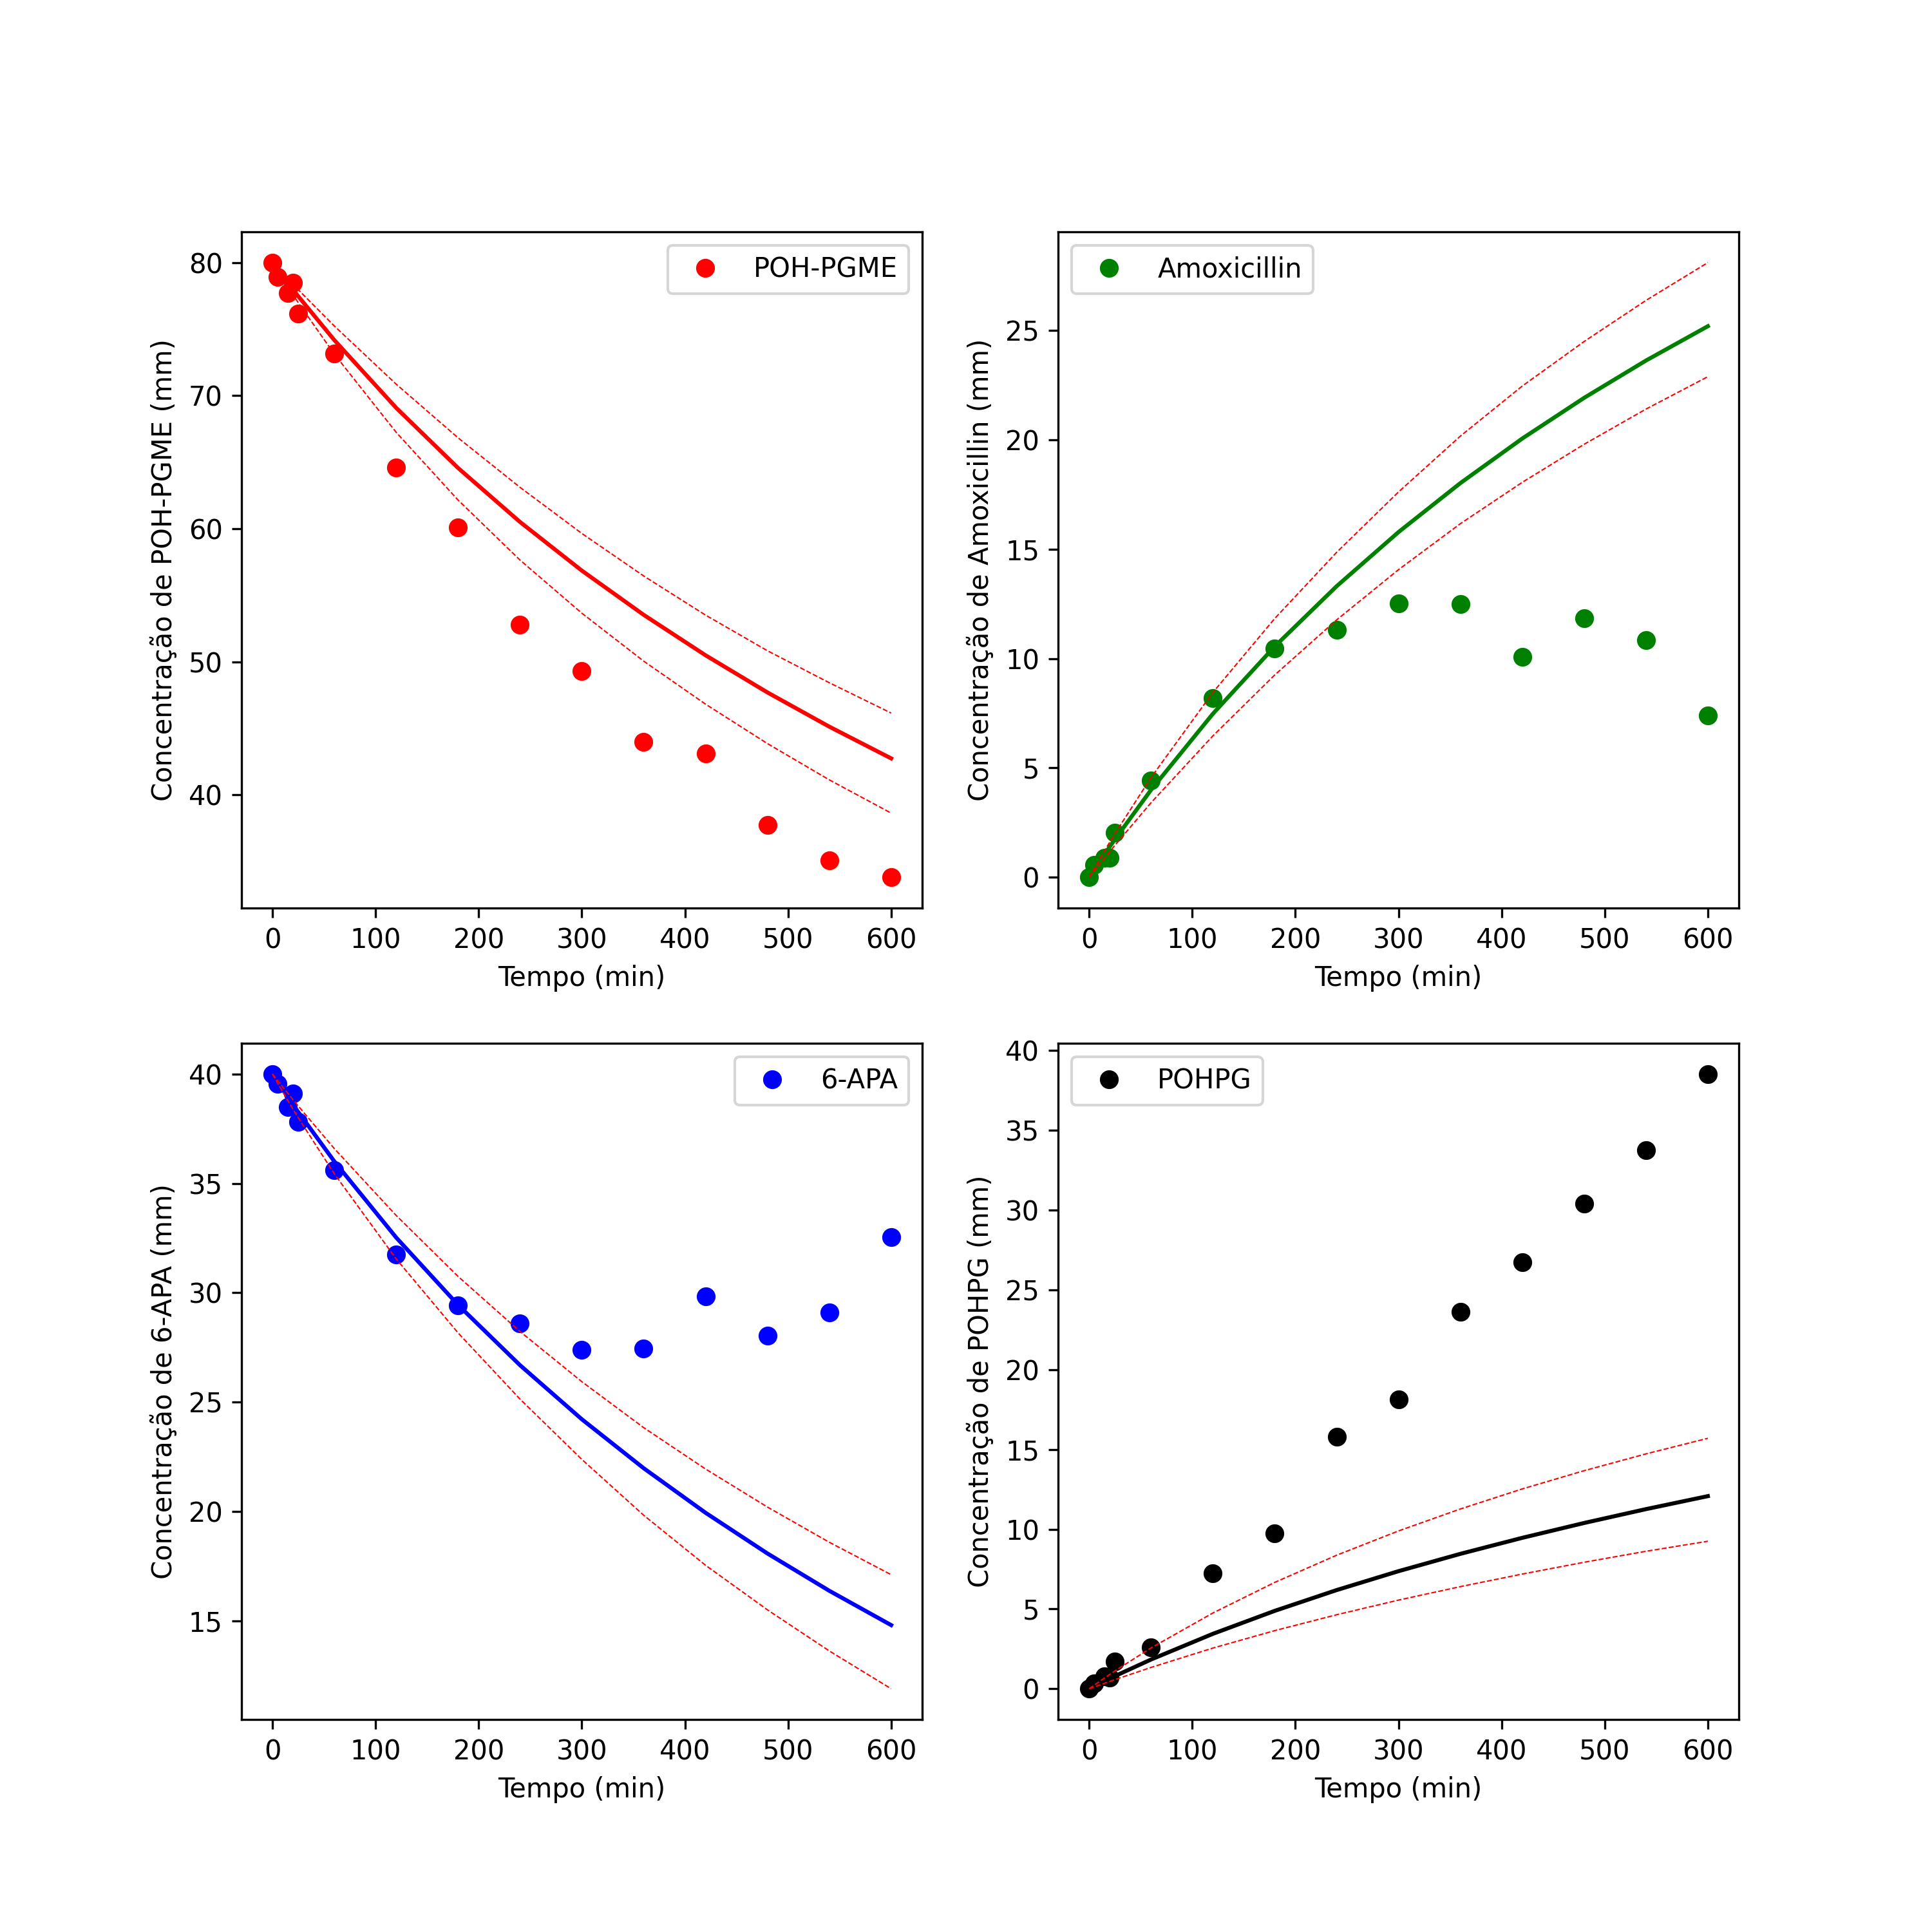 POH-PGME
80
70
60
50
40
Concentração de POH-PGME (mm)
0 100 200 300 400 500 600
Tempo (min)
Amoxicillin
25
20
15
10
5
0
Concentração de Amoxicillin (mm)
0 100 200 300 400 500 600
Tempo (min)
6-APA
40
35
30
25
20
15
Concentração de 6-APA (mm)
0 100 200 300 400 500 600
Tempo (min)
POHPG
40
35
30
25
20
15
10
5
0
Concentração de POHPG (mm)
0 100 200 300 400 500 600
Tempo (min)